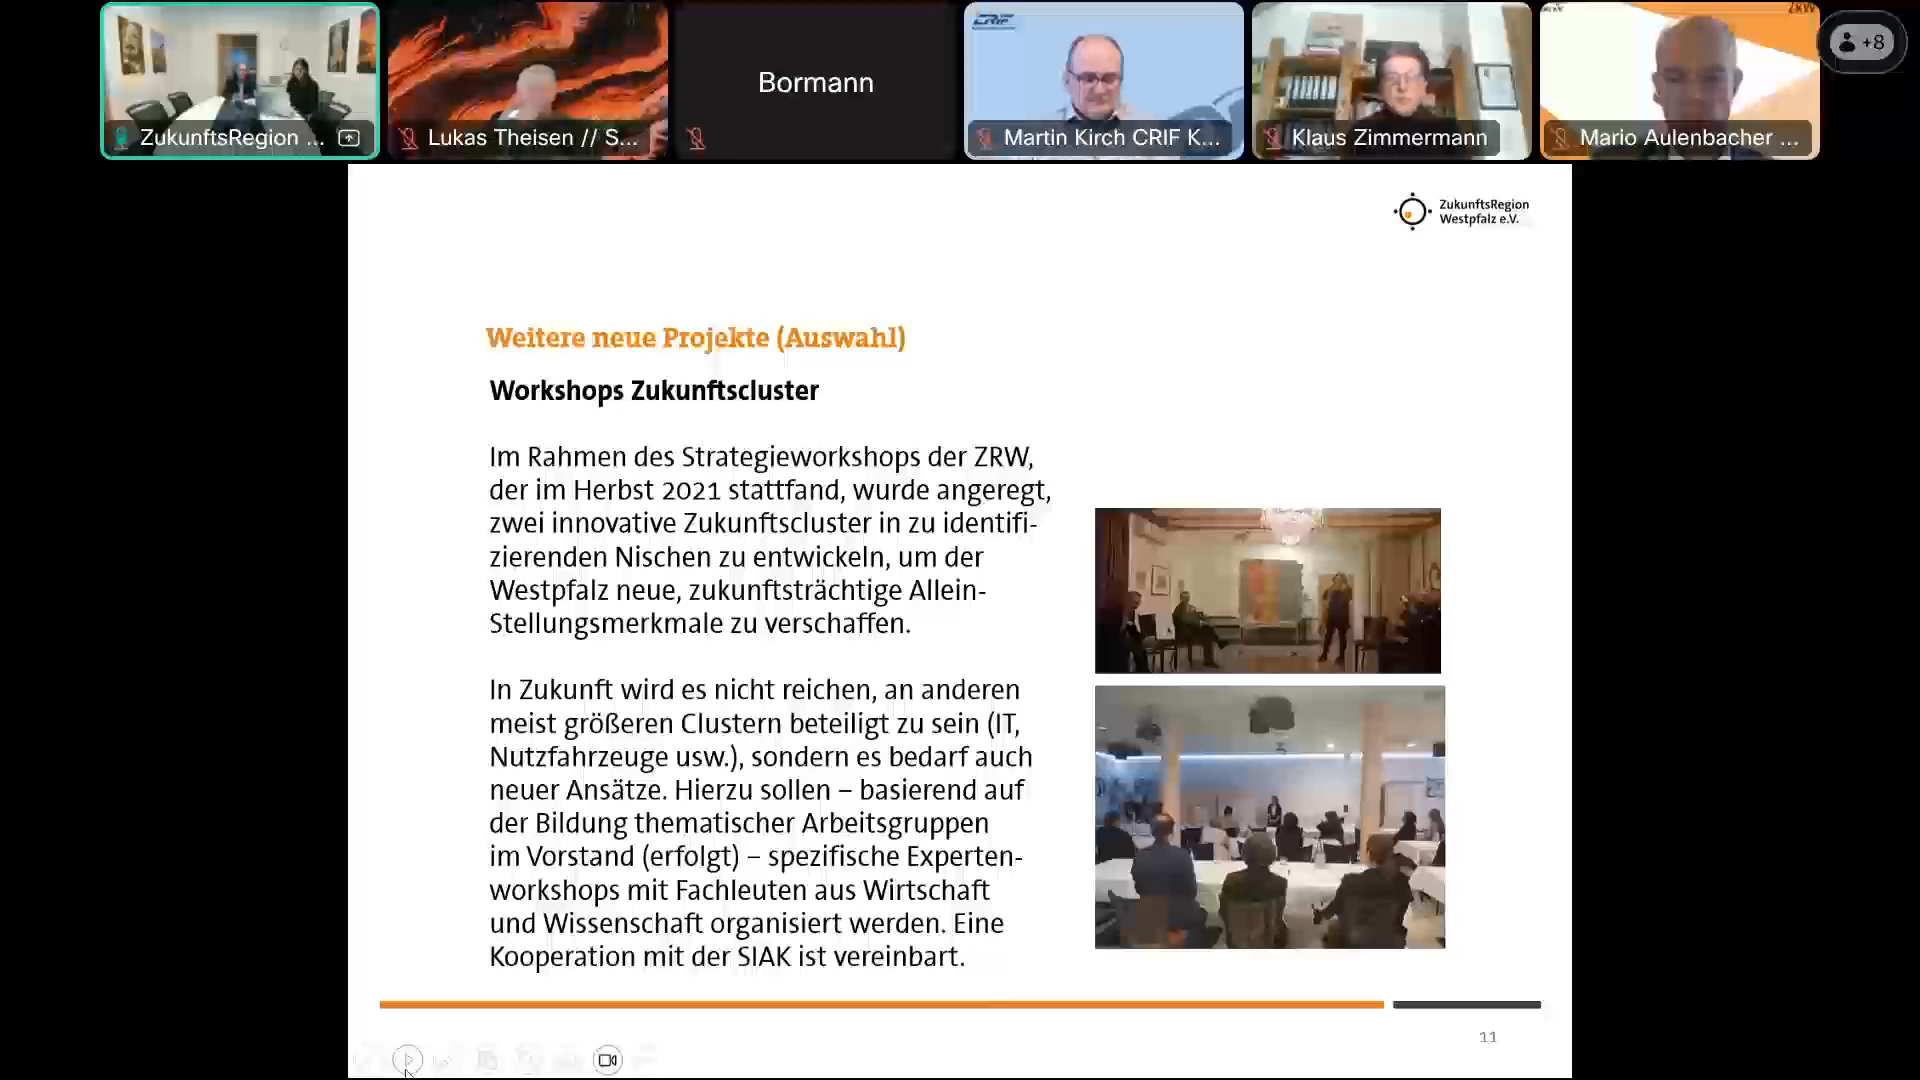 +8
ZukunftsRegion ...
Lukas Theisen // S...
Bormann
Martin Kirch CRIF K...
Klaus Zimmermann
Mario Aulenbacher ...
ZRW
CRIF
ZukunftsRegion
Westpfalz e.V.
Weitere neue Projekte (Auswahl)
Workshops Zukunftscluster
Im Rahmen des Strategieworkshops der ZRW,
der im Herbst 2021 stattfand, wurde angeregt,
zwei innovative Zukunftscluster in zu identifi-
zierenden Nischen zu entwickeln, um der
Westpfalz neue, zukunftsträchtige Allein-
Stellungsmerkmale zu verschaffen.
In Zukunft wird es nicht reichen, an anderen
meist größeren Clustern beteiligt zu sein (IT,
Nutzfahrzeuge usw.), sondern es bedarf auch
neuer Ansätze. Hierzu sollen – basierend auf
der Bildung thematischer Arbeitsgruppen
im Vorstand (erfolgt) – spezifische Experten-
workshops mit Fachleuten aus Wirtschaft
und Wissenschaft organisiert werden. Eine
Kooperation mit der SIAK ist vereinbart.
11